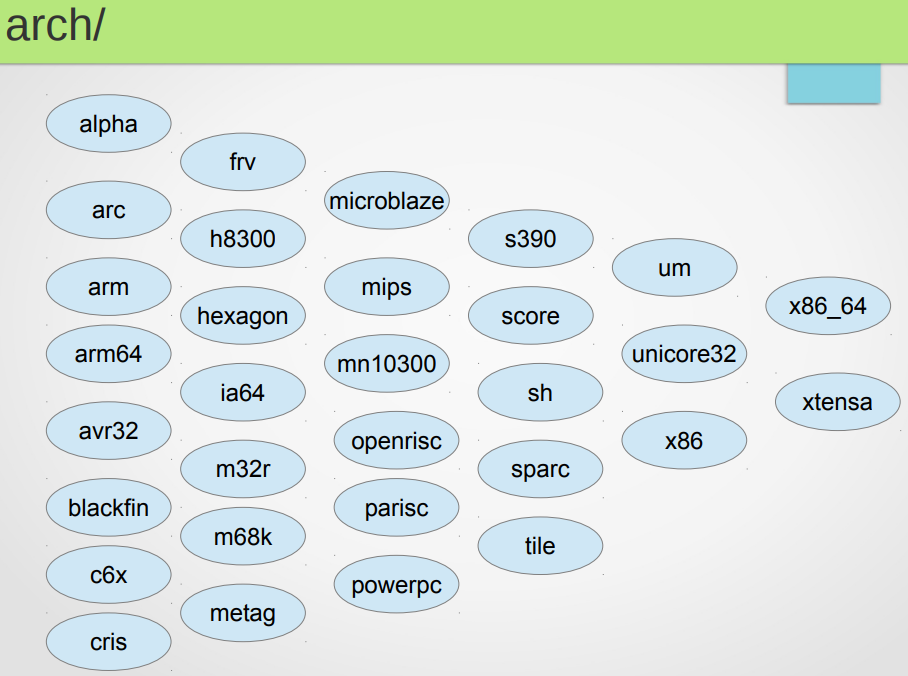 arch/
alpha
arc
arm
arm64
avr32
blackfin
c6x
cris
frv
h8300
hexagon
ia64
m32r
m68k
metag
microblaze
mips
mn10300
openrisc
parisc
powerpc
s390
score
sh
sparc
tile
um
unicore32
x86
x86_64
xtensa